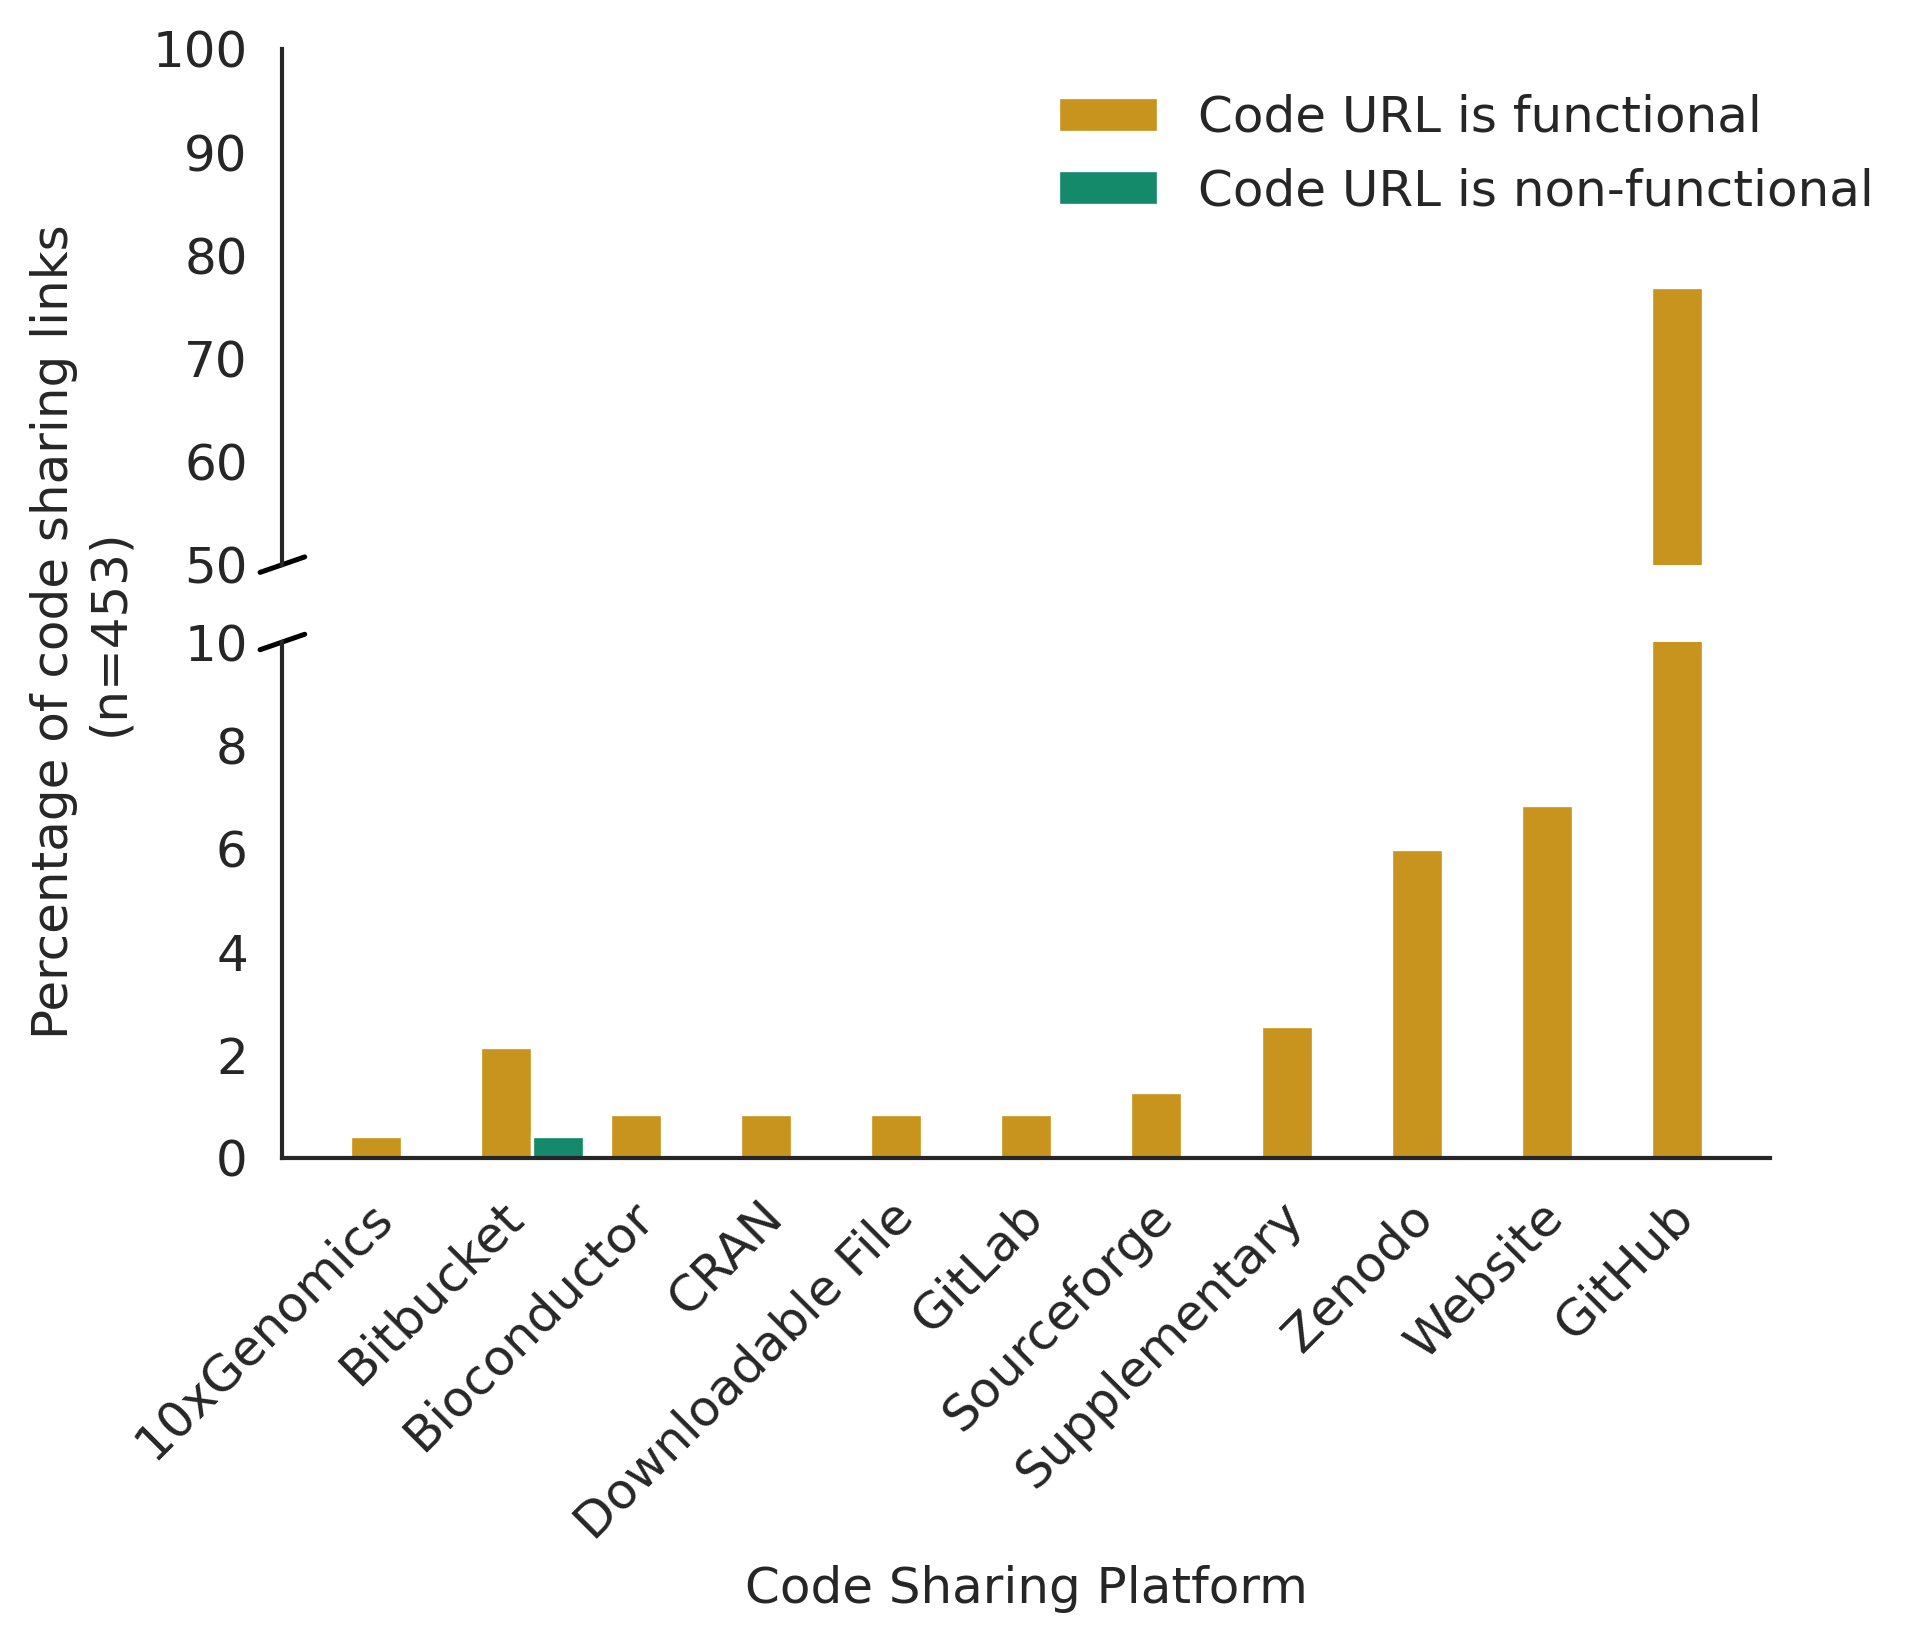 Percentage of code sharing links
(n=453)
100
90
80
70
60
50
10
8
6
4
2
0
Code URL is functional
Code URL is non-functional
10xGenomics
Bitbucket
Bioconductor
CRAN
Downloadable File
GitLab
Sourceforge
Supplementary
Zenodo
Website
GitHub
Code Sharing Platform